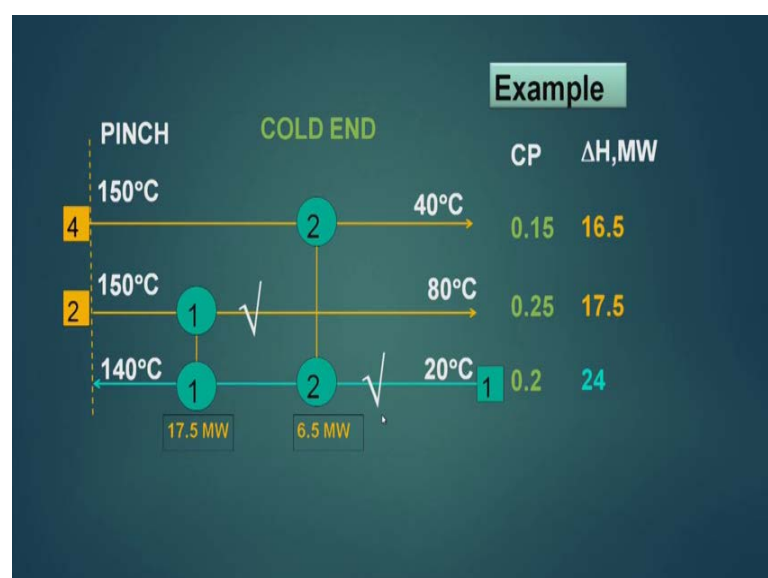 Example
PINCH COLD END CP ΔH,MW
150°C 40°C
4 2 0.15 16.5
150°C 80°C
2 1 √ 0.25 17.5
140°C 20°C
1 2 √ 1 0.2 24
17.5 MW 6.5 MW